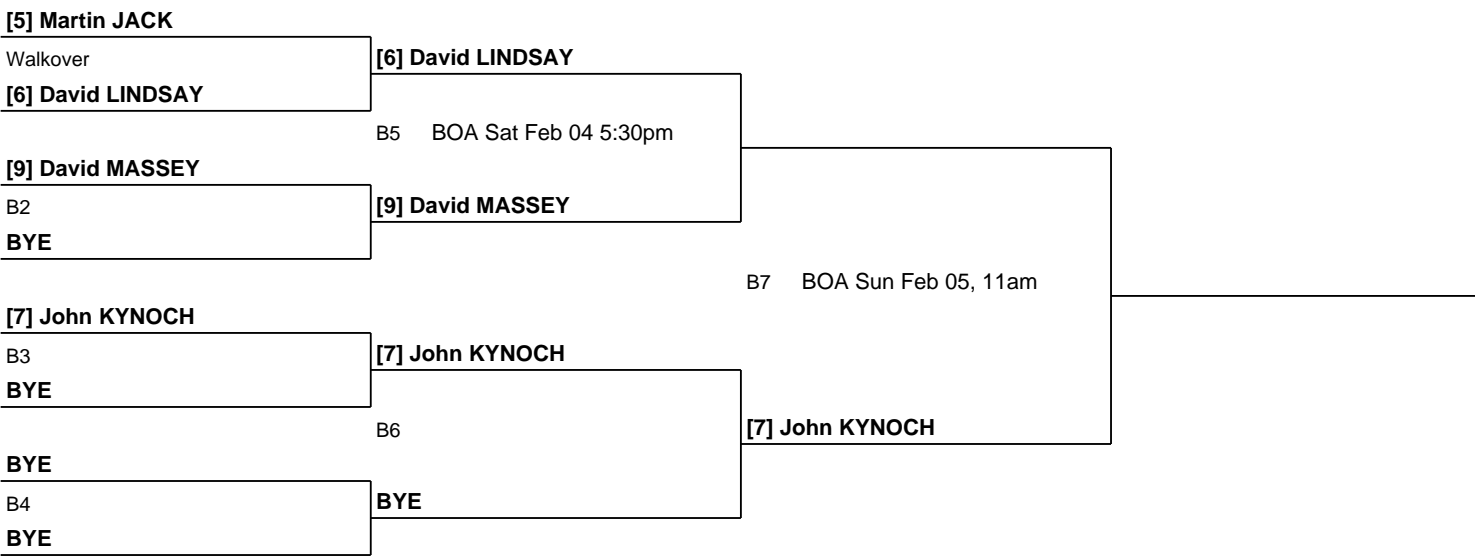 [5] Martin JACK
Walkover
[6] David LINDSAY
[6] David LINDSAY
B5 BOA Sat Feb 04 5:30pm
[9] David MASSEY
B2
[9] David MASSEY
BYE
B7 BOA Sun Feb 05, 11am
[7] John KYNOCH
B3
[7] John KYNOCH
BYE
B6
[7] John KYNOCH
BYE
B4
BYE
BYE